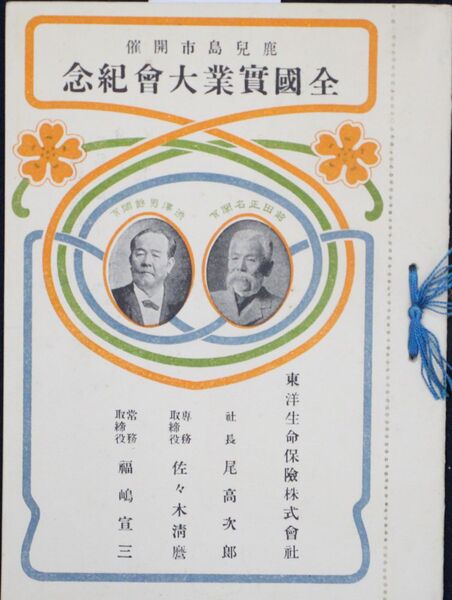 鹿兒島市開催
全國實業大會紀念
澁澤男爵閣下
前田正名閣下
東洋生命保險株式會社
社長 尾高次郎
専務取締役 佐々木淸麿
常務取締役 福嶋宣三